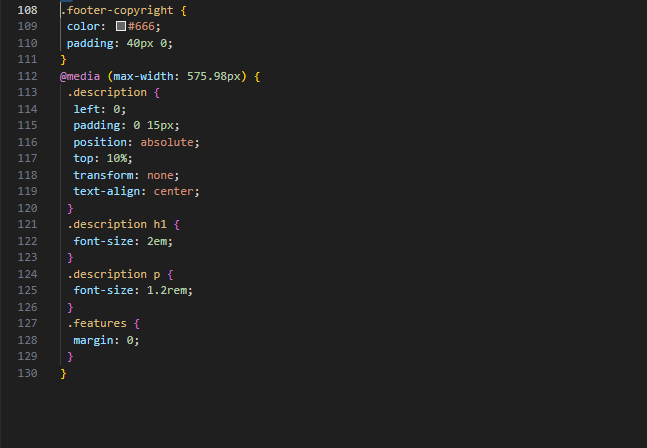 108 .footer-copyright {
109 color: #666;
110 padding: 40px 0;
111 }
112 @media (max-width: 575.98px) {
113 .description {
114 left: 0;
115 padding: 0 15px;
116 position: absolute;
117 top: 10%;
118 transform: none;
119 text-align: center;
120 }
121 .description h1 {
122 font-size: 2em;
123 }
124 .description p {
125 font-size: 1.2rem;
126 }
127 .features {
128 margin: 0;
129 }
130 }